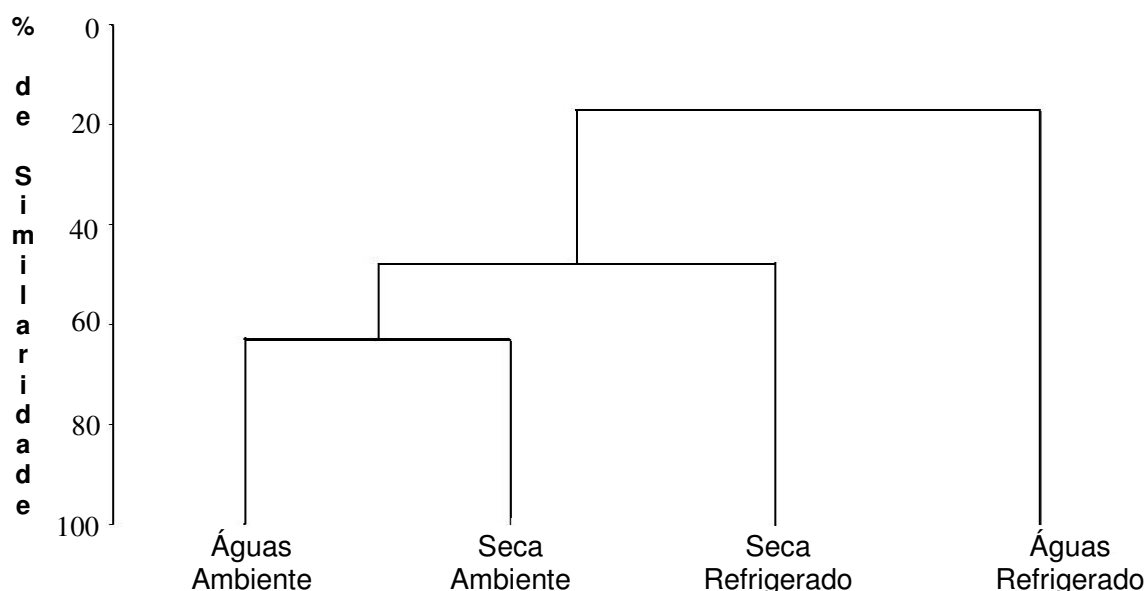 % de Similaridade
0
20
40
60
80
100
Águas
Ambiente
Seca
Ambiente
Seca
Refrigerado
Águas
Refrigerado